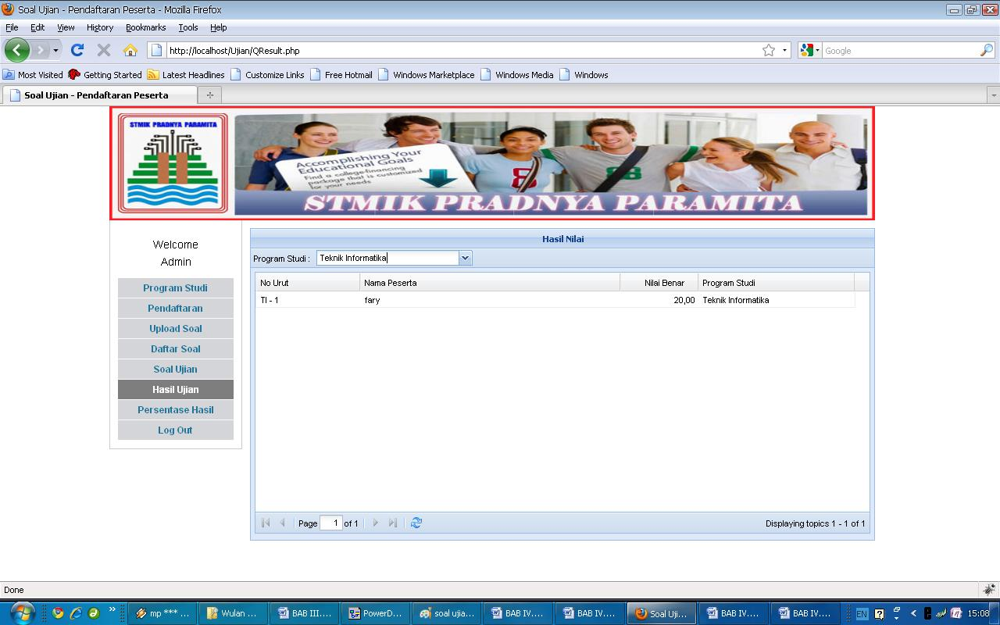 Soal Ujian - Pendaftaran Peserta - Mozilla Firefox
File Edit View History Bookmarks Tools Help
http://localhost/Ujian/QResult.php
Google
Most Visited Getting Started Latest Headlines Customize Links Free Hotmail Windows Marketplace Windows Media Windows
Soal Ujian - Pendaftaran Peserta
STMIK PRADNYA PARAMITA
Accomplishing Your
Educational Goals
Find a college-financing
package that is customized
for your needs
STMIK PRADNYA PARAMITA
Welcome
Admin
Program Studi
Pendaftaran
Upload Soal
Daftar Soal
Soal Ujian
Hasil Ujian
Persentase Hasil
Log Out
Hasil Nilai
Program Studi : Teknik Informatika
No Urut Nama Peserta Nilai Benar Program Studi
TI - 1 fary 20,00 Teknik Informatika
Page 1 of 1 Displaying topics 1 - 1 of 1
Done
mp *** ... Wulan ... BAB III.... PowerD... soal ujia... BAB IV.... BAB IV.... Soal Uji... BAB IV.... BAB IV.... EN 15:08